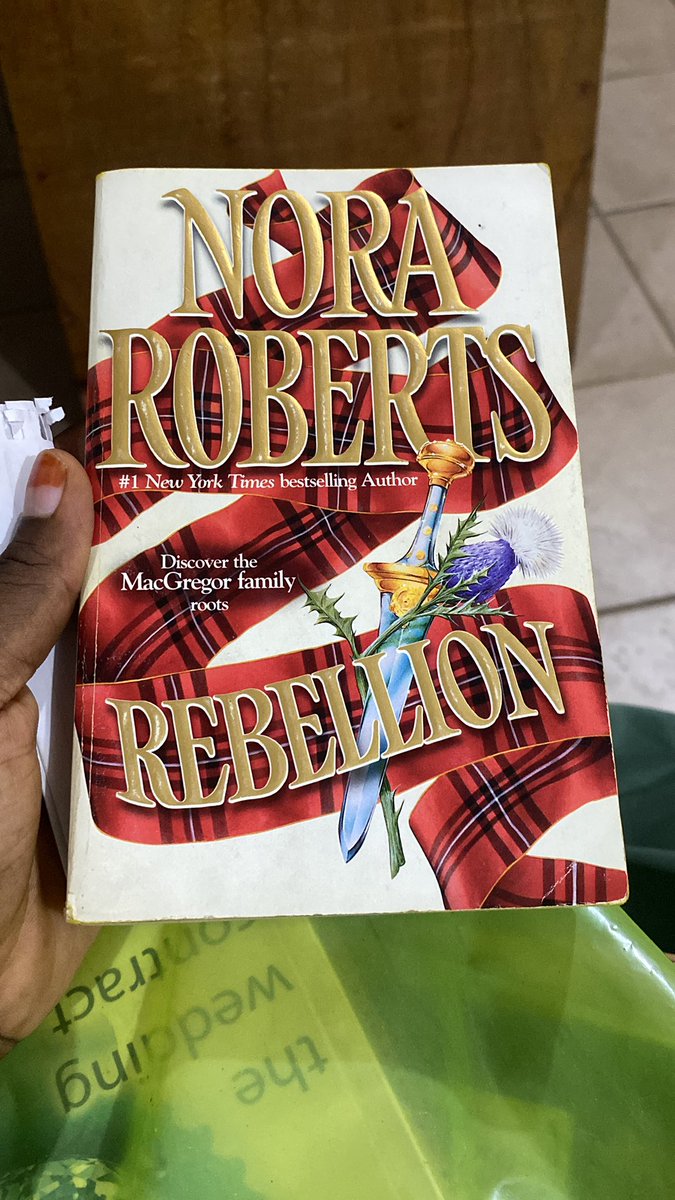 NORA
ROBERTS
#1 New York Times bestselling Author
Discover the
MacGregor family
roots
REBELLION
the
wedding
contract